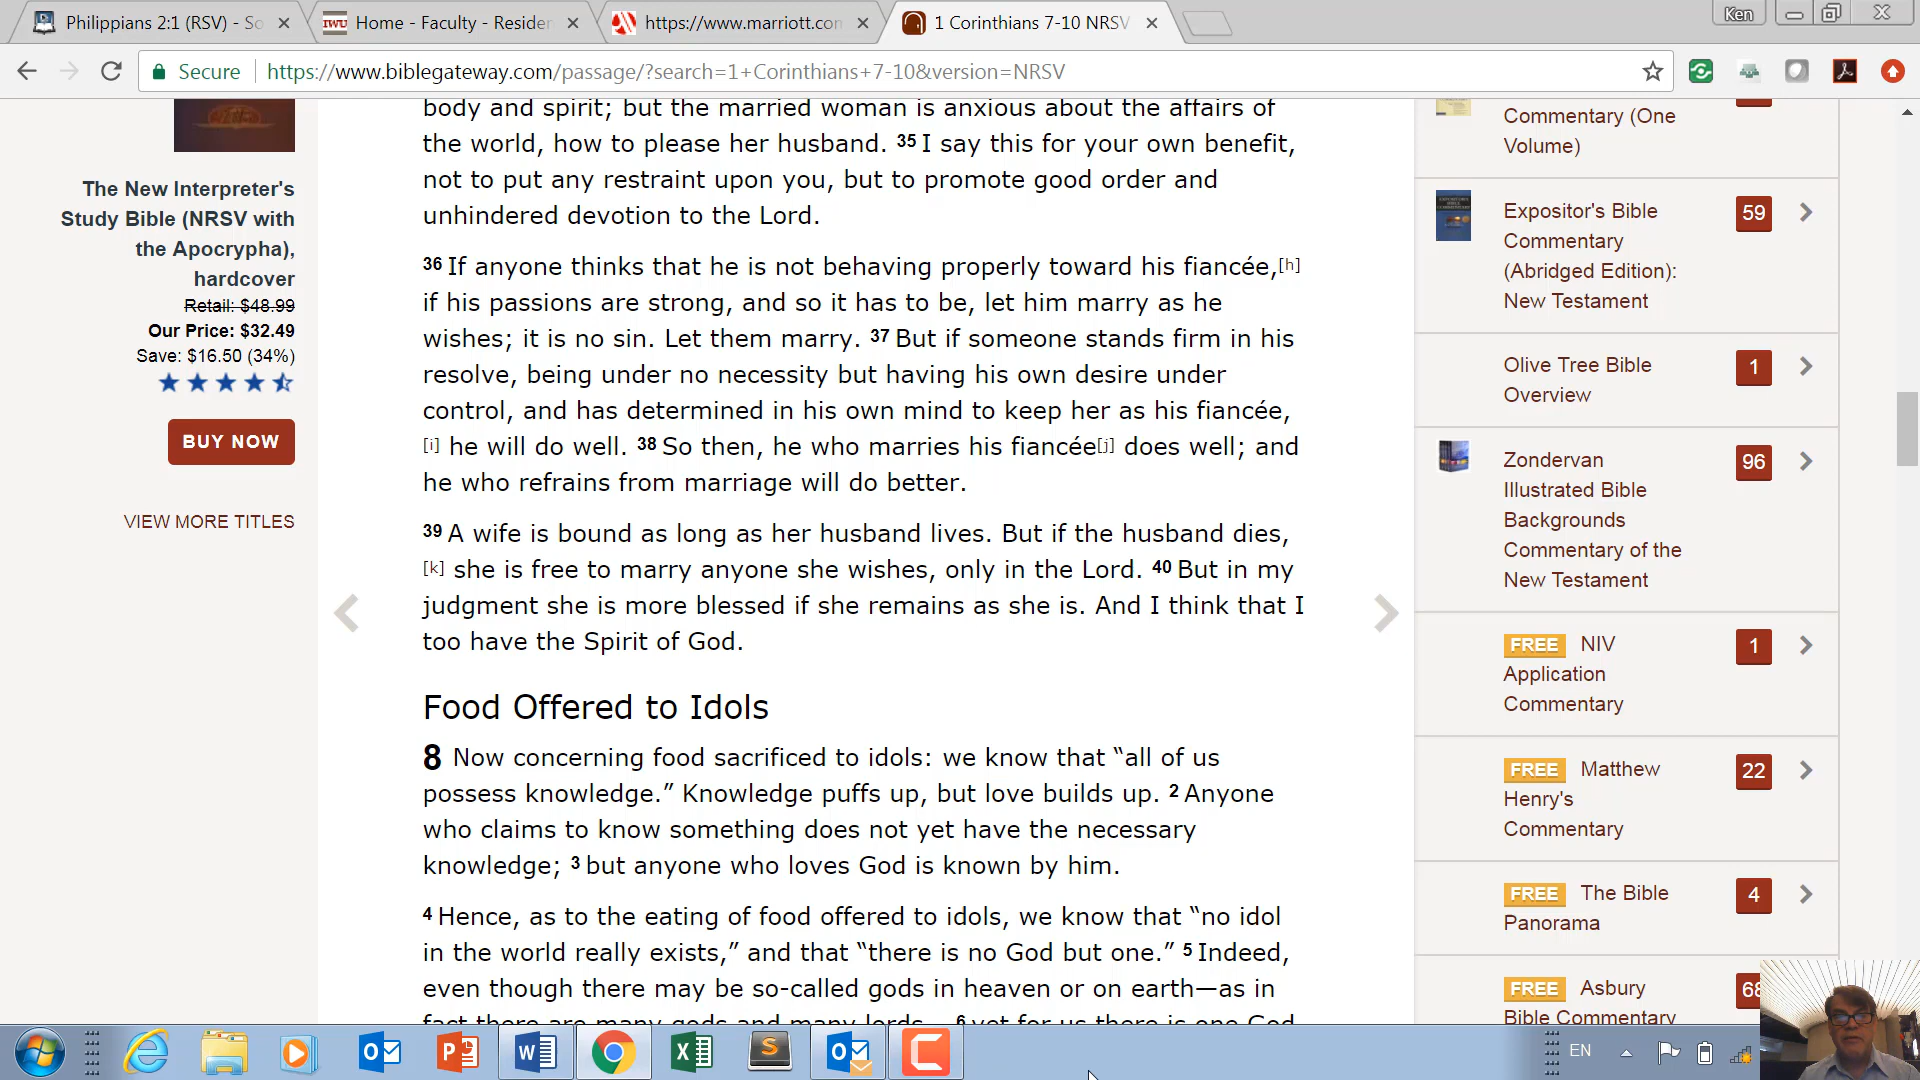 Philippians 2:1 (RSV) - So
Home - Faculty - Residen
https://www.marriott.com
1 Corinthians 7-10 NRSV
Ken
Secure
https://www.biblegateway.com/passage/?search=1+Corinthians+7-10&version=NRSV
The New Interpreter's
Study Bible (NRSV with
the Apocrypha),
hardcover
Retail: $48.99
Our Price: $32.49
Save: $16.50 (34%)
BUY NOW
VIEW MORE TITLES
body and spirit; but the married woman is anxious about the affairs of
the world, how to please her husband. 35 I say this for your own benefit,
not to put any restraint upon you, but to promote good order and
unhindered devotion to the Lord.
36 If anyone thinks that he is not behaving properly toward his fiancée,[h]
if his passions are strong, and so it has to be, let him marry as he
wishes; it is no sin. Let them marry. 37 But if someone stands firm in his
resolve, being under no necessity but having his own desire under
control, and has determined in his own mind to keep her as his fiancée,
[i] he will do well. 38 So then, he who marries his fiancée[j] does well; and
he who refrains from marriage will do better.
39 A wife is bound as long as her husband lives. But if the husband dies,
[k] she is free to marry anyone she wishes, only in the Lord. 40 But in my
judgment she is more blessed if she remains as she is. And I think that I
too have the Spirit of God.
Food Offered to Idols
8 Now concerning food sacrificed to idols: we know that “all of us
possess knowledge.” Knowledge puffs up, but love builds up. 2 Anyone
who claims to know something does not yet have the necessary
knowledge; 3 but anyone who loves God is known by him.
4 Hence, as to the eating of food offered to idols, we know that “no idol
in the world really exists,” and that “there is no God but one.” 5 Indeed,
even though there may be so-called gods in heaven or on earth—as in
fact there are many gods and many lords— 6 yet for us there is one God
Commentary (One
Volume)
Expositor's Bible
Commentary
(Abridged Edition):
New Testament
59
Olive Tree Bible
Overview
1
Zondervan
Illustrated Bible
Backgrounds
Commentary of the
New Testament
96
FREE NIV
Application
Commentary
1
FREE Matthew
Henry's
Commentary
22
FREE The Bible
Panorama
4
FREE Asbury
Bible Commentary
68
EN